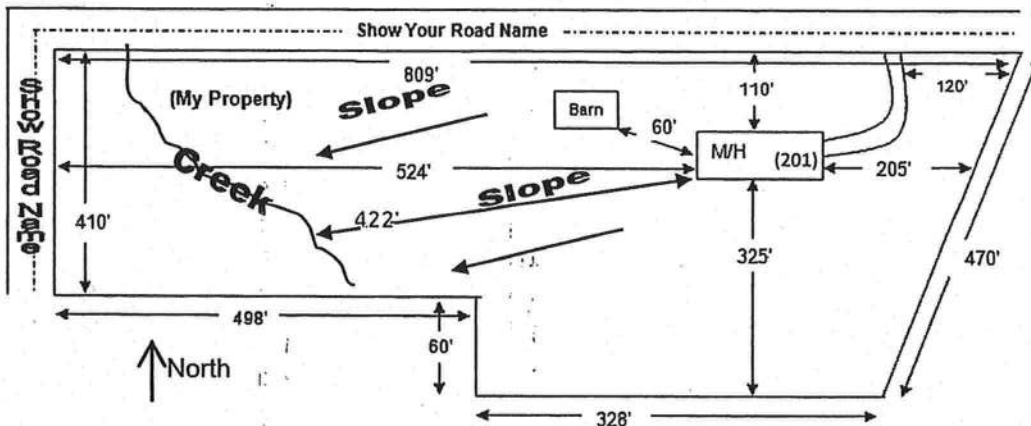 Show Your Road Name
809'
110'
120'
(My Property)
Slope
Barn
60'
M/H
(201)
Show Road Name
Creek
524'
205'
Slope
410'
422'
325'
470'
498'
60'
North
328'